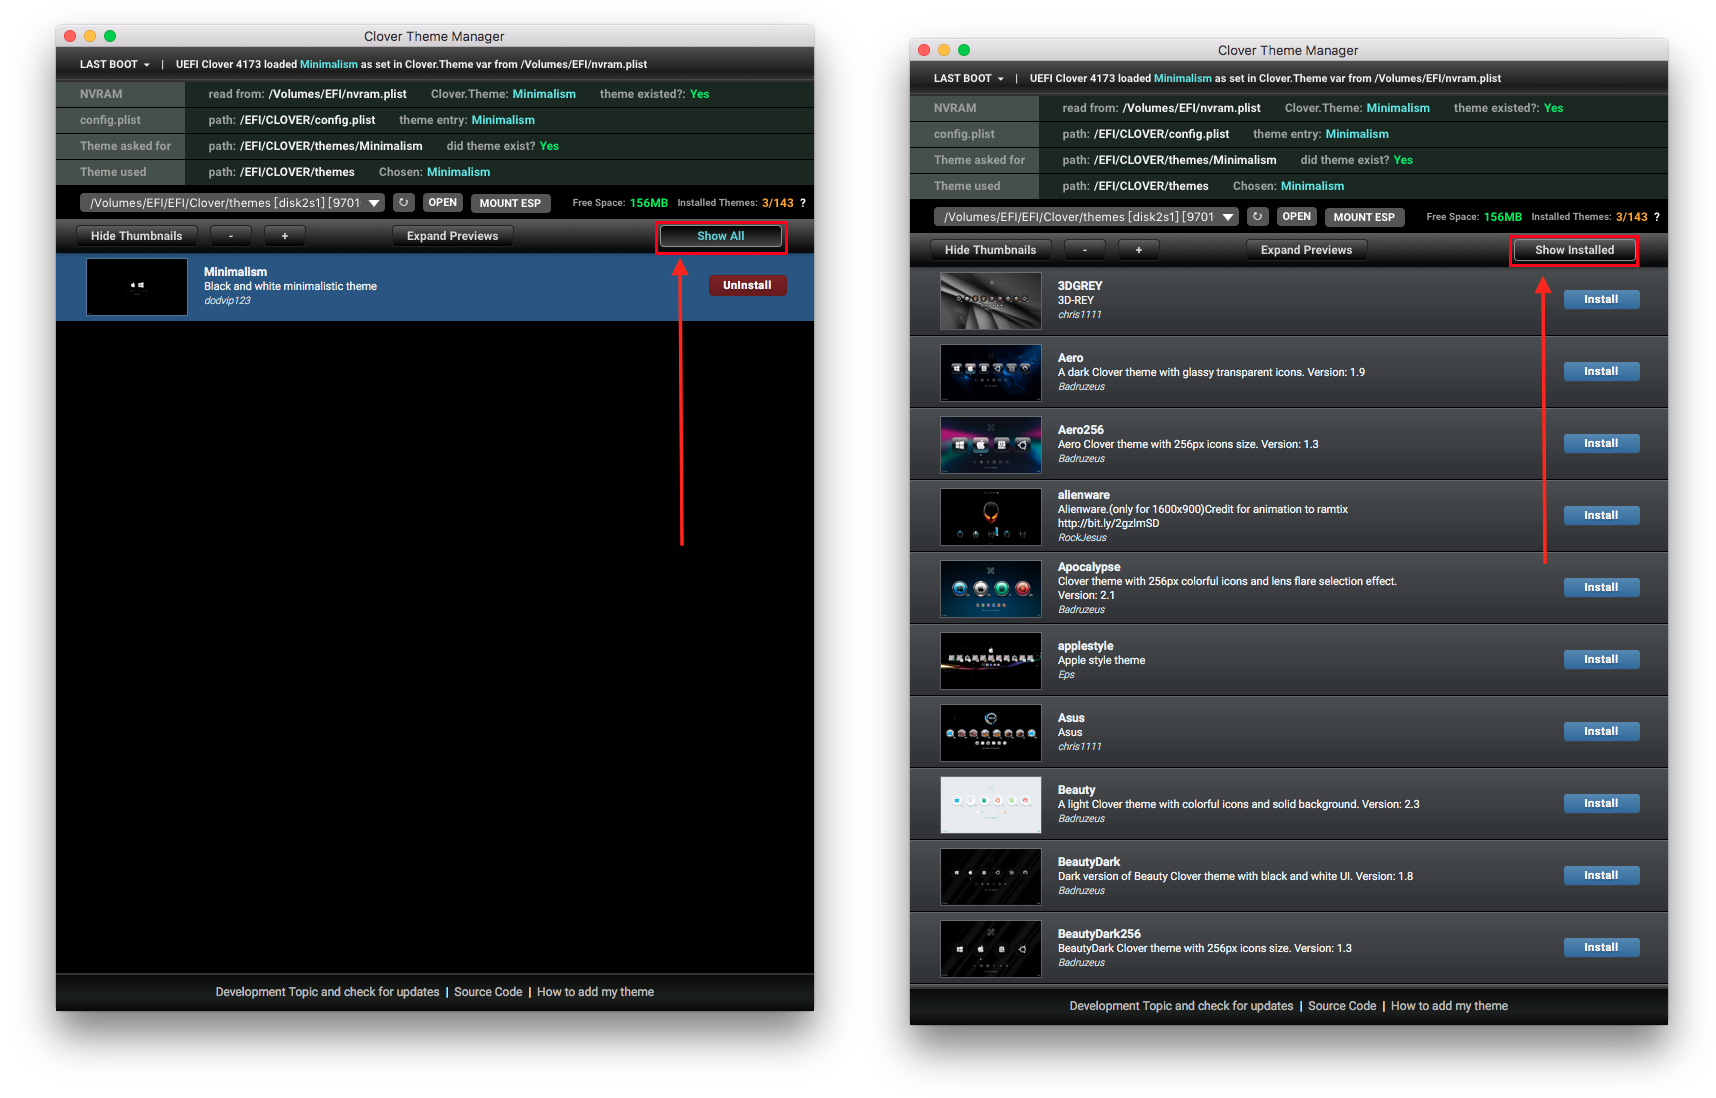 Clover Theme Manager
LAST BOOT | UEFI Clover 4173 loaded Minimalism as set in Clover.Theme var from /Volumes/EFI/nvram.plist
NVRAM read from: /Volumes/EFI/nvram.plist Clover.Theme: Minimalism theme existed?: Yes
config.plist path: /EFI/CLOVER/config.plist theme entry: Minimalism
Theme asked for path: /EFI/CLOVER/themes/Minimalism did theme exist? Yes
Theme used path: /EFI/CLOVER/themes Chosen: Minimalism
/Volumes/EFI/EFI/Clover/themes [disk2s1] [9701 OPEN MOUNT ESP Free Space: 156MB Installed Themes: 3/143 ?
Hide Thumbnails - + Expand Previews Show All
Minimalism
Black and white minimalistic theme
dodvip123
UnInstall
Development Topic and check for updates | Source Code | How to add my theme
Clover Theme Manager
LAST BOOT | UEFI Clover 4173 loaded Minimalism as set in Clover.Theme var from /Volumes/EFI/nvram.plist
NVRAM read from: /Volumes/EFI/nvram.plist Clover.Theme: Minimalism theme existed?: Yes
config.plist path: /EFI/CLOVER/config.plist theme entry: Minimalism
Theme asked for path: /EFI/CLOVER/themes/Minimalism did theme exist? Yes
Theme used path: /EFI/CLOVER/themes Chosen: Minimalism
/Volumes/EFI/EFI/Clover/themes [disk2s1] [9701 OPEN MOUNT ESP Free Space: 156MB Installed Themes: 3/143 ?
Hide Thumbnails - + Expand Previews Show Installed
3DGREY
3D-REY
chris1111
Install
Aero
A dark Clover theme with glassy transparent icons. Version: 1.9
Badruzeus
Install
Aero256
Aero Clover theme with 256px icons size. Version: 1.3
Badruzeus
Install
alienware
Alienware.(only for 1600x900)Credit for animation to ramtix
http://bit.ly/2gzlmSD
RockJesus
Install
Apocalypse
Clover theme with 256px colorful icons and lens flare selection effect.
Version: 2.1
Badruzeus
Install
applestyle
Apple style theme
Eps
Install
Asus
Asus
chris1111
Install
Beauty
A light Clover theme with colorful icons and solid background. Version: 2.3
Badruzeus
Install
BeautyDark
Dark version of Beauty Clover theme with black and white UI. Version: 1.8
Badruzeus
Install
BeautyDark256
BeautyDark Clover theme with 256px icons size. Version: 1.3
Badruzeus
Install
Development Topic and check for updates | Source Code | How to add my theme